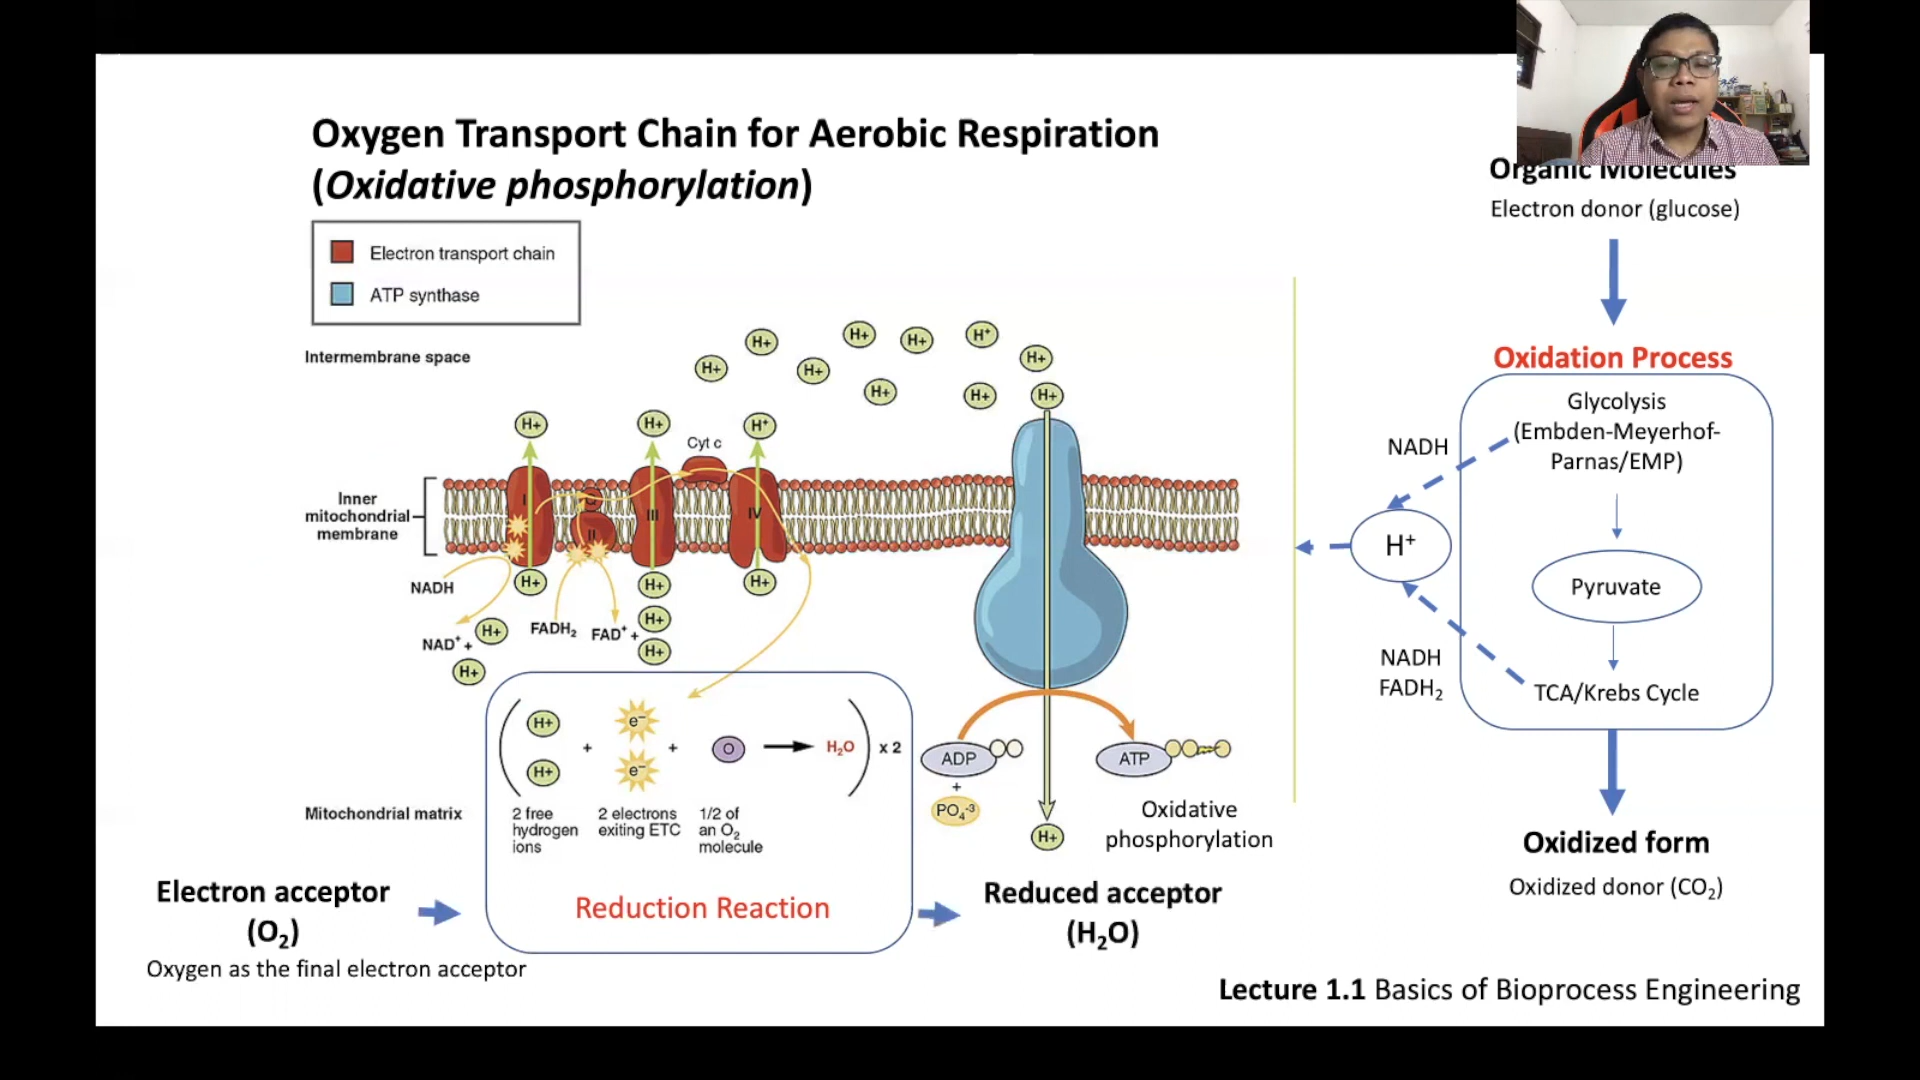 Oxygen Transport Chain for Aerobic Respiration
(Oxidative phosphorylation)
Electron transport chain
ATP synthase
Intermembrane space
H+
H+
H+
H+
H+
H+
H+
H+
H+
H+
H+
H+
H+
H+
Cyt c
Inner
mitochondrial
membrane
I
Q
II
III
IV
NADH
H+
H+
H+
H+
H+
NAD+ +
H+
H+
FADH2
FAD+ +
H+
H+
+
e-
e-
+
O
H2O
x 2
2 free
hydrogen
ions
2 electrons
exiting ETC
1/2 of
an O2
molecule
Mitochondrial matrix
Reduction Reaction
ADP
+
PO4-3
ATP
H+
Oxidative
phosphorylation
Electron acceptor
(O2)
Oxygen as the final electron acceptor
Reduced acceptor
(H2O)
Organic Molecules
Electron donor (glucose)
Oxidation Process
Glycolysis
(Embden-Meyerhof-
Parnas/EMP)
NADH
H+
Pyruvate
NADH
FADH2
TCA/Krebs Cycle
Oxidized form
Oxidized donor (CO2)
Lecture 1.1 Basics of Bioprocess Engineering